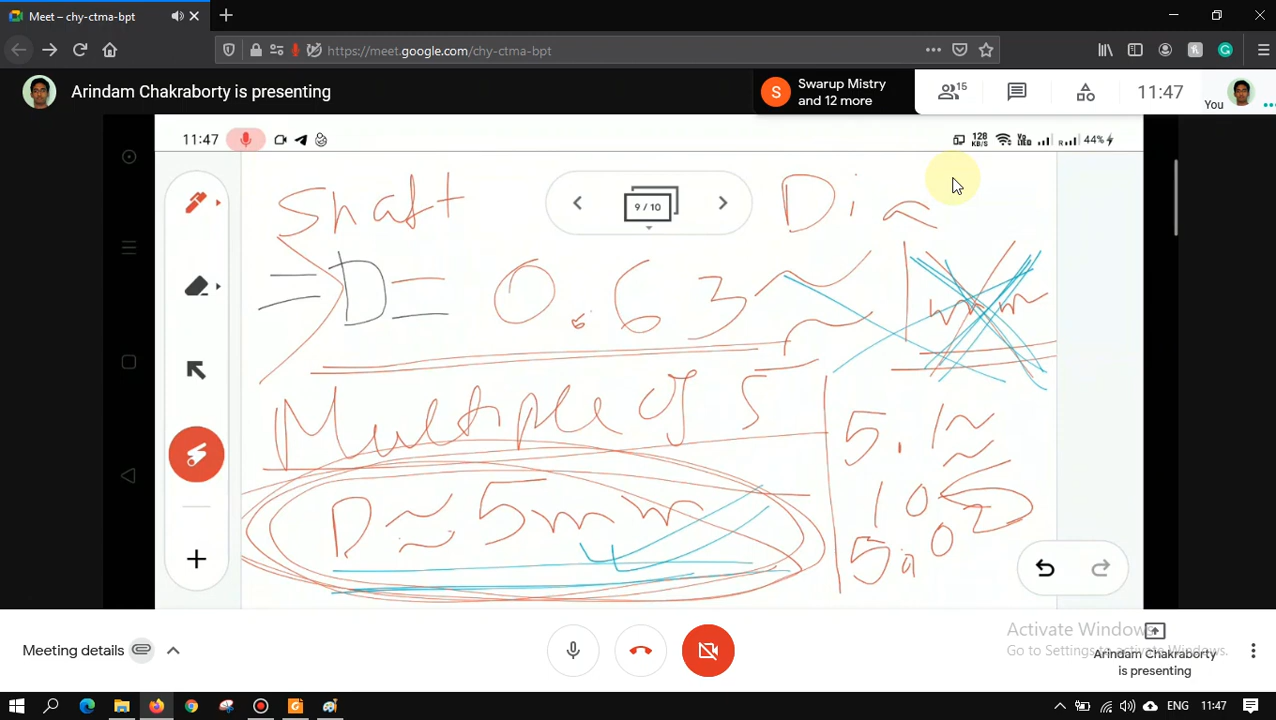 Meet – chy-ctma-bpt
https://meet.google.com/chy-ctma-bpt
Arindam Chakraborty is presenting
S
Swarup Mistry
and 12 more
15
11:47
You
11:47
128
KB/S
44%
9 / 10
Shaft Dia
= D = 0.63 ≈ 1mm
Multiple of 5
D ≈ 5mm
5.1 ≈
10
5.0
Meeting details
Activate Windows
Go to Settings to activate Windows.
Arindam Chakraborty
is presenting
ENG
11:47